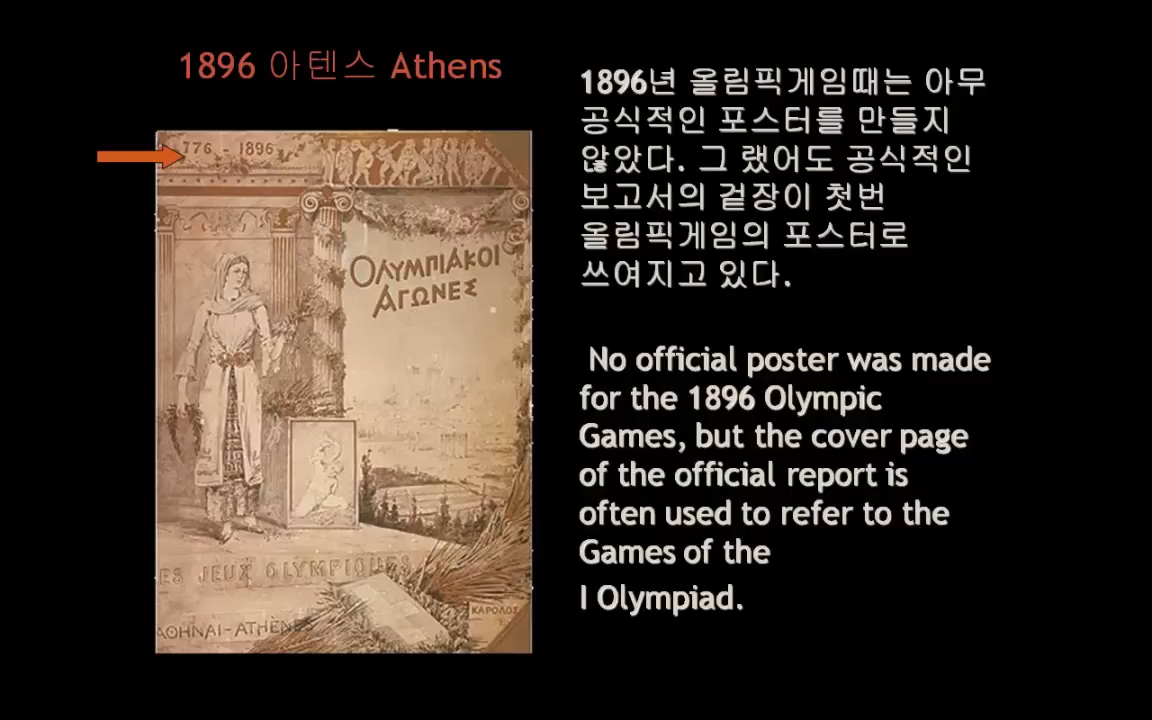 1896 아텐스 Athens
776 - 1896
ΟΛΥΜΠΙΑΚΟΙ
ΑΓΩΝΕΣ
ES JEUX OLYMPIQUES
ΑΘΗΝΑΙ-ATHÈNES
ΚΑΡΟΛΟΣ
1896년 올림픽게임때는 아무
공식적인 포스터를 만들지
않았다. 그 랬어도 공식적인
보고서의 겉장이 첫번
올림픽게임의 포스터로
쓰여지고 있다.
No official poster was made
for the 1896 Olympic
Games, but the cover page
of the official report is
often used to refer to the
Games of the
I Olympiad.